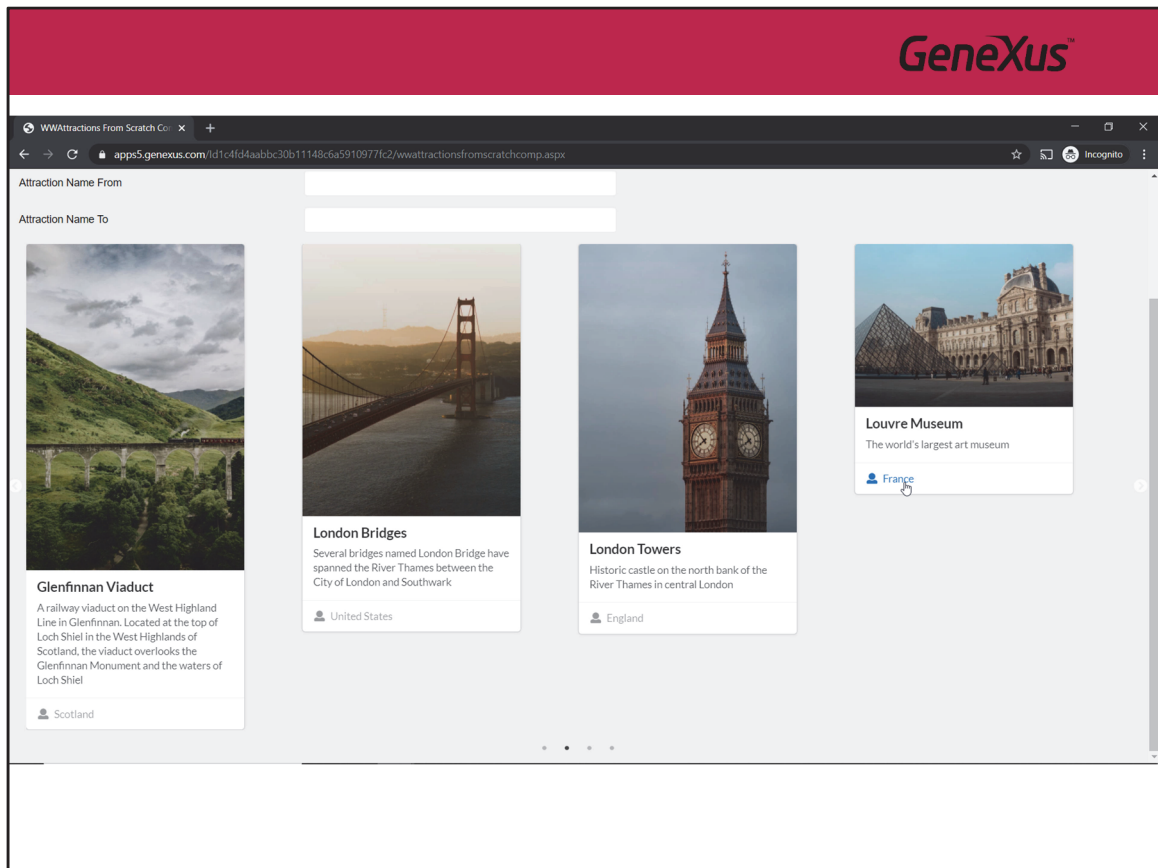 GeneXus™
WWAttractions From Scratch Con
apps5.genexus.com/Id1c4fd4aabbc30b11148c6a5910977fc2/wwattractionsfromscratchcomp.aspx
Incognito
Attraction Name From
Attraction Name To
Glenfinnan Viaduct
A railway viaduct on the West Highland
Line in Glenfinnan. Located at the top of
Loch Shiel in the West Highlands of
Scotland, the viaduct overlooks the
Glenfinnan Monument and the waters of
Loch Shiel
Scotland
London Bridges
Several bridges named London Bridge have
spanned the River Thames between the
City of London and Southwark
United States
London Towers
Historic castle on the north bank of the
River Thames in central London
England
Louvre Museum
The world's largest art museum
France